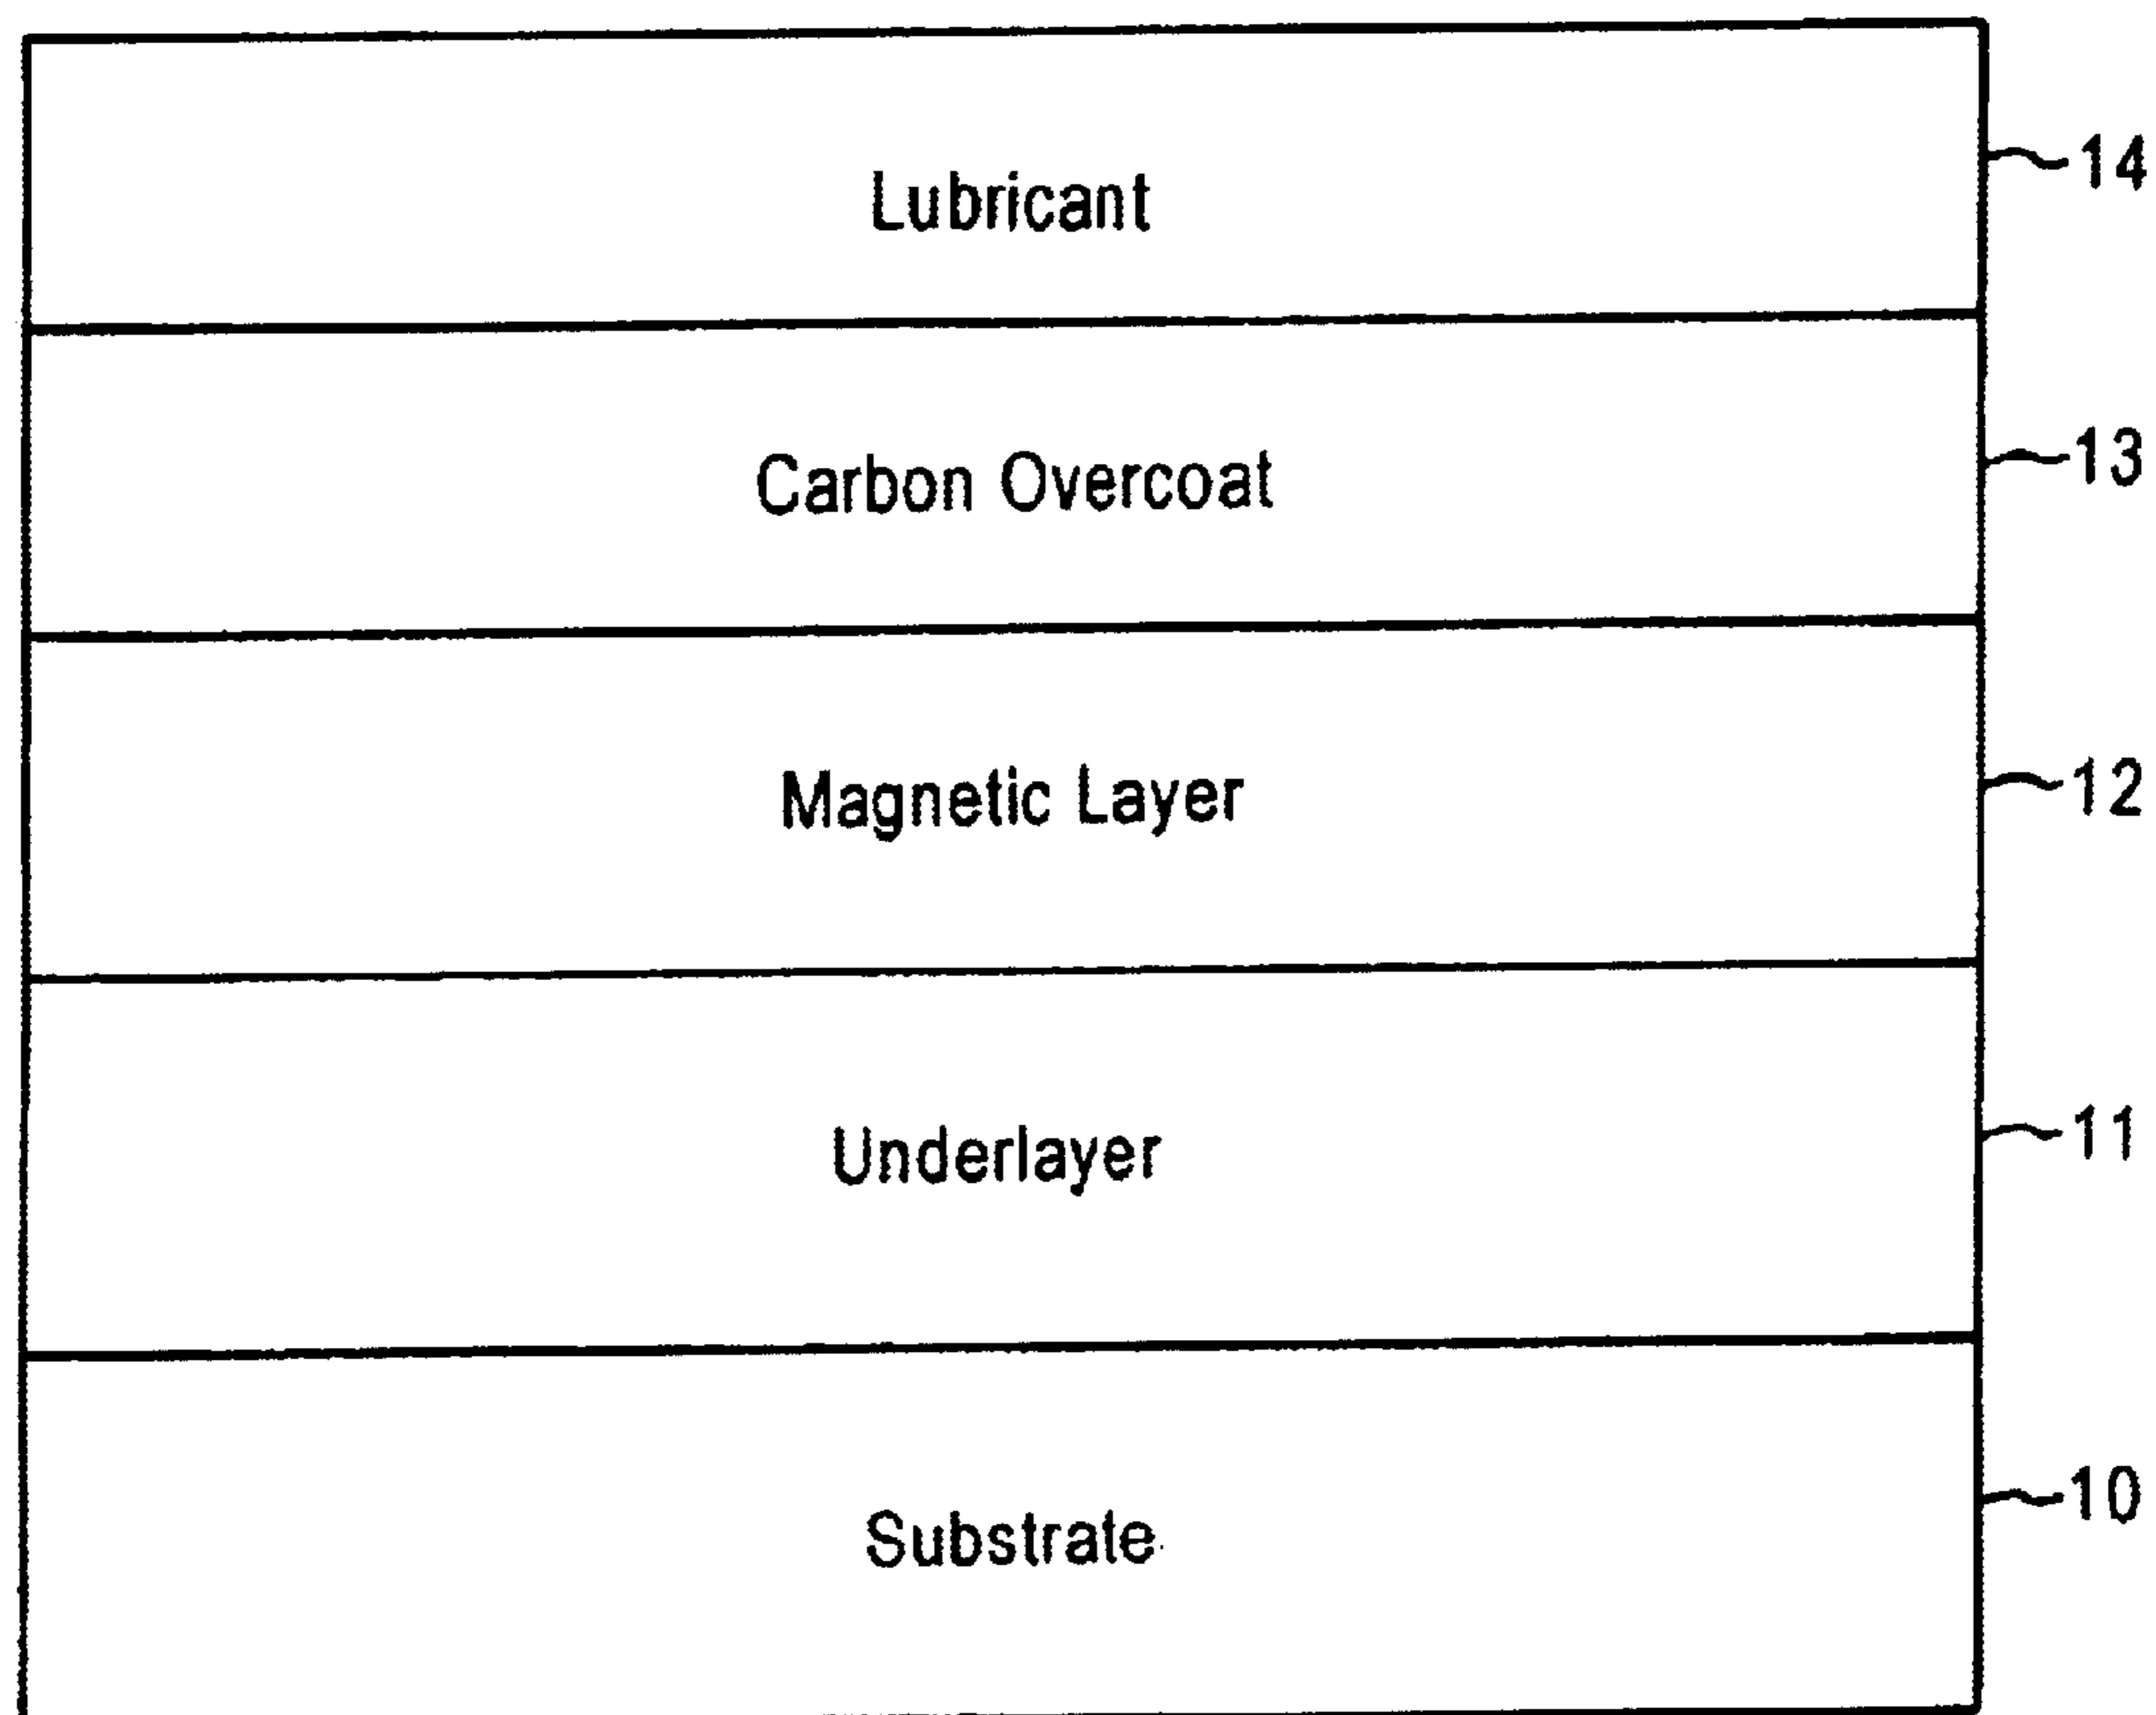 Lubricant
14
Carbon Overcoat
13
Magnetic Layer
12
Underlayer
11
Substrate
10